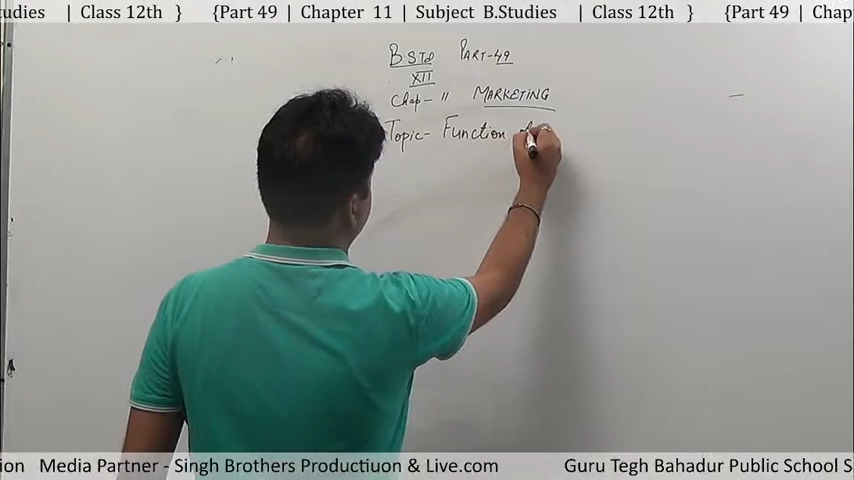 udies | Class 12th } {Part 49 | Chapter 11 | Subject B.Studies | Class 12th } {Part 49 | Chap
BSTD PART-49
XII
Chap- 11 MARKETING
Topic- Function
ion Media Partner - Singh Brothers Productiuon & Live.com Guru Tegh Bahadur Public School S